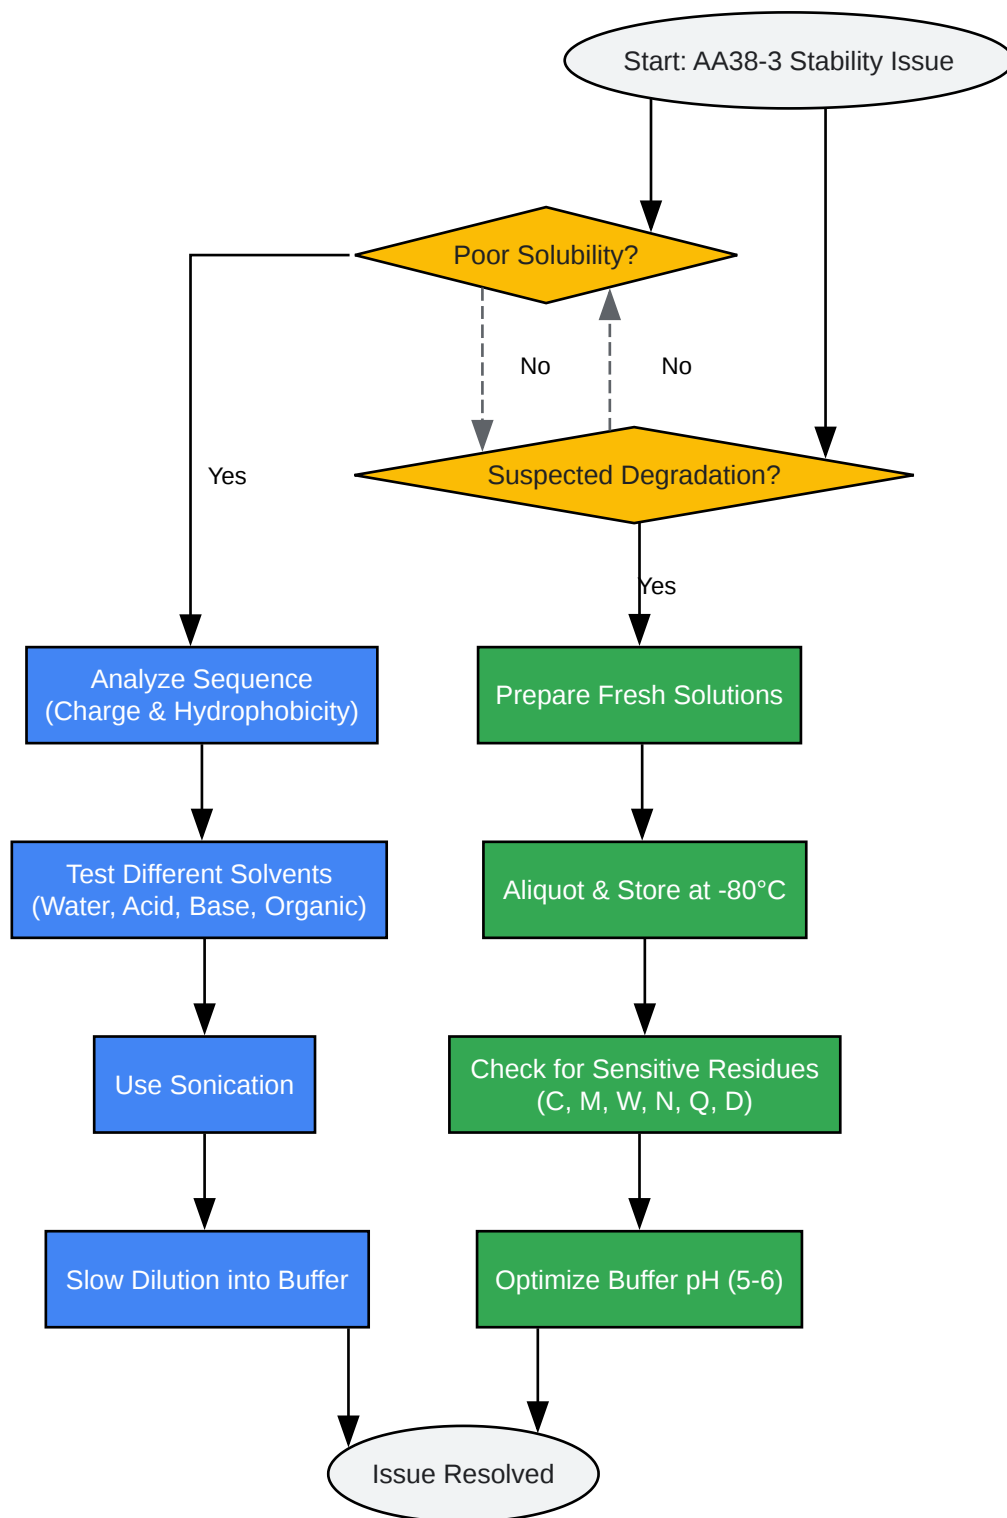 Start: AA38-3 Stability Issue
Poor Solubility?
No
No
Yes
Suspected Degradation?
Yes
Analyze Sequence
(Charge & Hydrophobicity)
Prepare Fresh Solutions
Test Different Solvents
(Water, Acid, Base, Organic)
Aliquot & Store at -80°C
Use Sonication
Check for Sensitive Residues
(C, M, W, N, Q, D)
Slow Dilution into Buffer
Optimize Buffer pH (5-6)
Issue Resolved